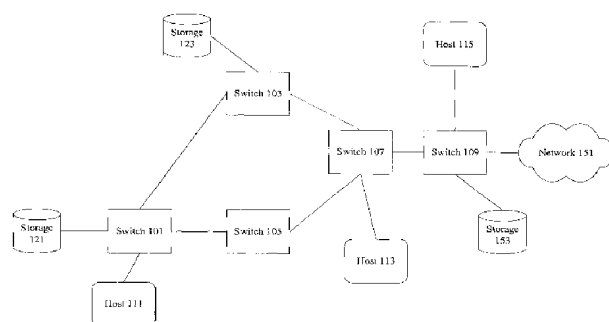 Storage
123
Host 115
Switch 103
Switch 107
Switch 109
Network 151
Storage
121
Switch 101
Switch 105
Storage
153
Host 113
Host 111